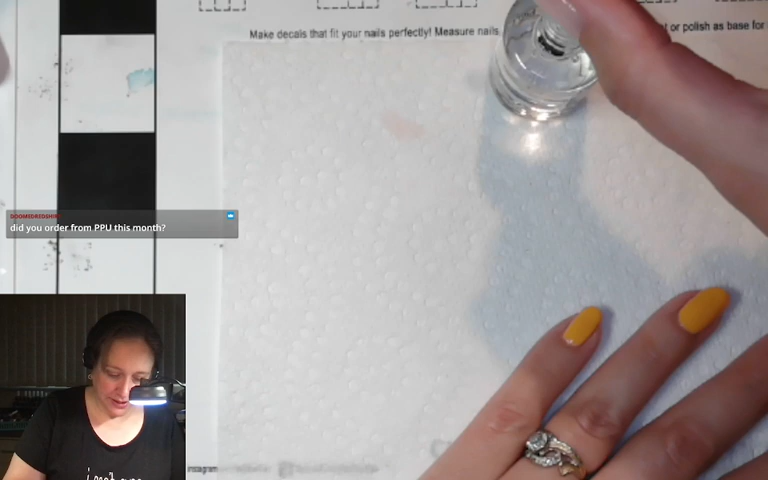 Make decals that fit your nails perfectly! Measure nails
t or polish as base for
DOOMEDREDSHIRT
did you order from PPU this month?
instagram